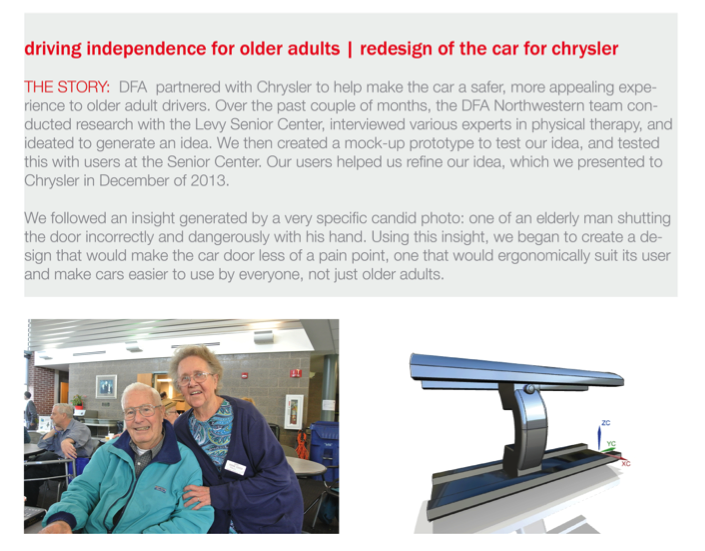 driving independence for older adults | redesign of the car for chrysler
THE STORY: DFA partnered with Chrysler to help make the car a safer, more appealing expe-
rience to older adult drivers. Over the past couple of months, the DFA Northwestern team con-
ducted research with the Levy Senior Center, interviewed various experts in physical therapy, and
ideated to generate an idea. We then created a mock-up prototype to test our idea, and tested
this with users at the Senior Center. Our users helped us refine our idea, which we presented to
Chrysler in December of 2013.
We followed an insight generated by a very specific candid photo: one of an elderly man shutting
the door incorrectly and dangerously with his hand. Using this insight, we began to create a de-
sign that would make the car door less of a pain point, one that would ergonomically suit its user
and make cars easier to use by everyone, not just older adults.
ZC
YC
XC